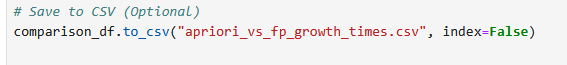 # Save to CSV (Optional)
comparison_df.to_csv("apriori_vs_fp_growth_times.csv", index=False)